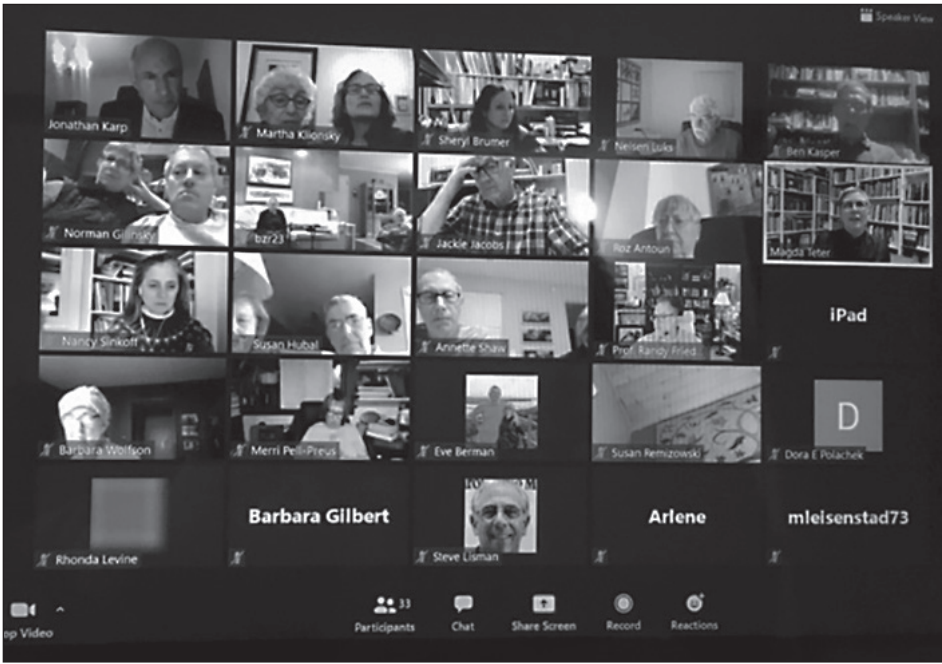 Speaker View
Jonathan Karp
Martha Klionsky
Sheryl Brumer
Neisen Luks
Ben Kasper
Norman Gilinsky
bzr23
Jackie Jacobs
Roz Antoun
Magda Teter
Nancy Sinkoff
Susan Hubal
Annette Shaw
Prof. Randy Fried
iPad
Barbara Wolfson
Merri Pell-Preus
Eve Berman
Susan Remizowski
D
Dora E Polachek
Rhonda Levine
Barbara Gilbert
Steve Lisman
Arlene
mleisenstad73
op Video
33
Participants
Chat
Share Screen
Record
Reactions